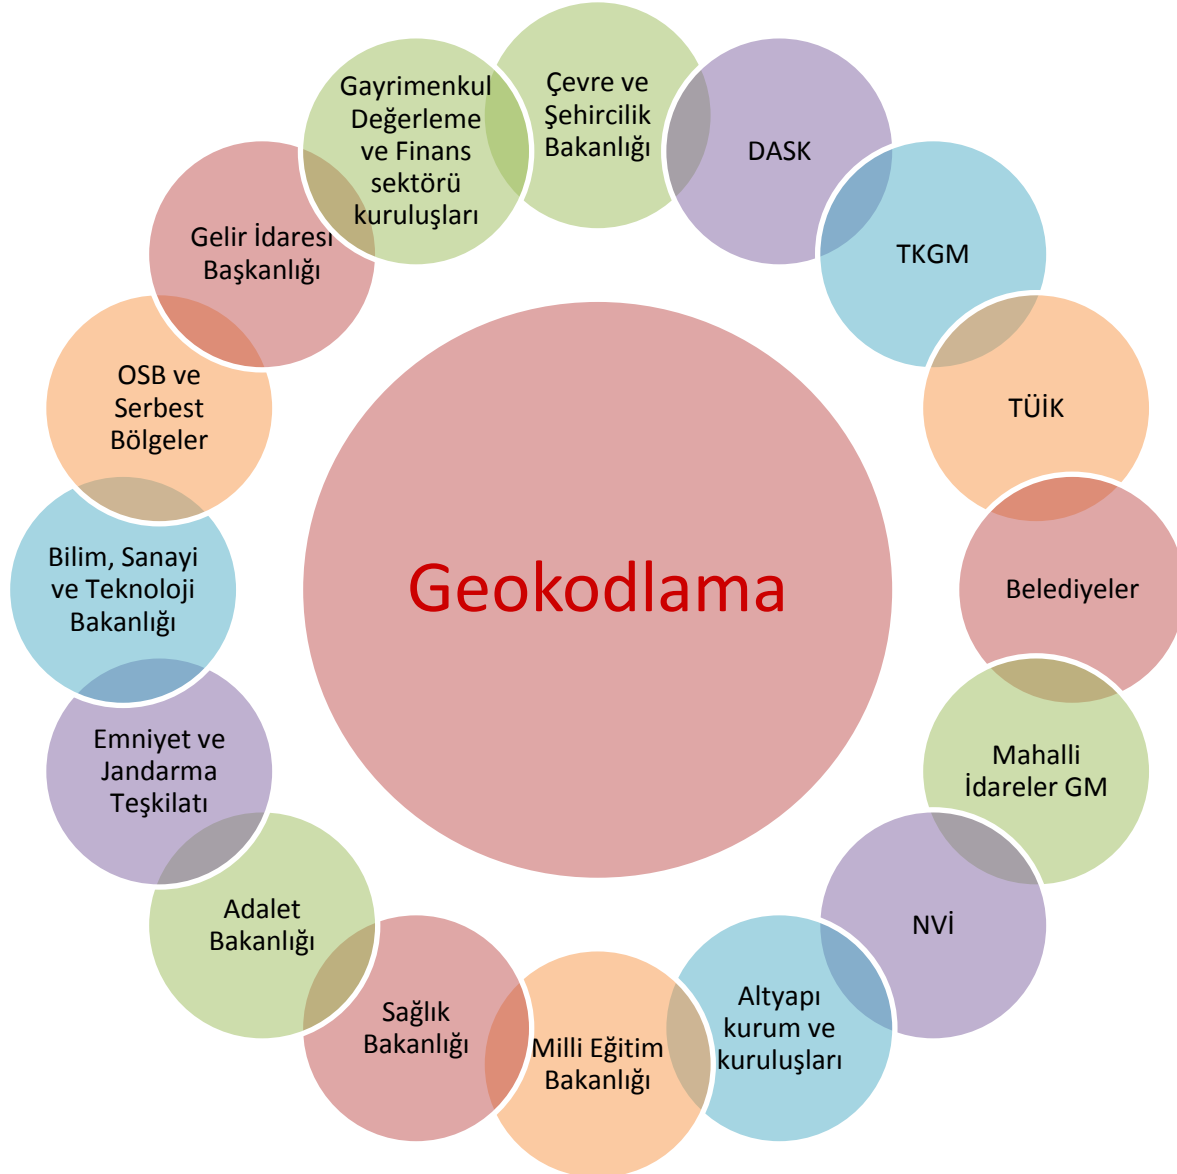 Çevre ve
Şehircilik
Bakanlığı
DASK
TKGM
TÜİK
Belediyeler
Mahalli
İdareler GM
NVİ
Altyapı
kurum ve
kuruluşları
Milli Eğitim
Bakanlığı
Sağlık
Bakanlığı
Adalet
Bakanlığı
Emniyet ve
Jandarma
Teşkilatı
Bilim, Sanayi
ve Teknoloji
Bakanlığı
OSB ve
Serbest
Bölgeler
Gelir İdaresi
Başkanlığı
Gayrimenkul
Değerleme
ve Finans
sektörü
kuruluşları
Geokodlama